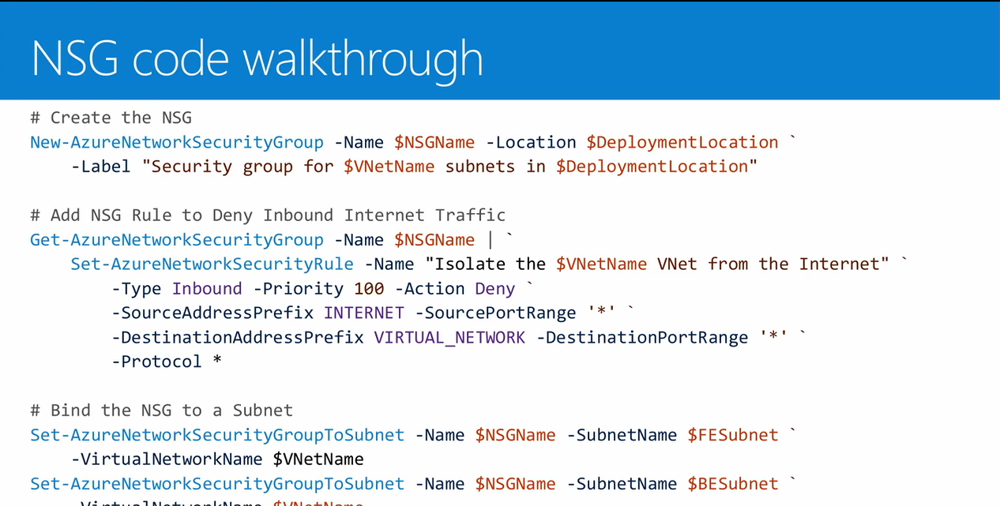 NSG code walkthrough
# Create the NSG
New-AzureNetworkSecurityGroup -Name $NSGName -Location $DeploymentLocation `
    -Label "Security group for $VNetName subnets in $DeploymentLocation"
# Add NSG Rule to Deny Inbound Internet Traffic
Get-AzureNetworkSecurityGroup -Name $NSGName | `
    Set-AzureNetworkSecurityRule -Name "Isolate the $VNetName VNet from the Internet" `
        -Type Inbound -Priority 100 -Action Deny `
        -SourceAddressPrefix INTERNET -SourcePortRange '*' `
        -DestinationAddressPrefix VIRTUAL_NETWORK -DestinationPortRange '*' `
        -Protocol *
# Bind the NSG to a Subnet
Set-AzureNetworkSecurityGroupToSubnet -Name $NSGName -SubnetName $FESubnet `
    -VirtualNetworkName $VNetName
Set-AzureNetworkSecurityGroupToSubnet -Name $NSGName -SubnetName $BESubnet `
    -VirtualNetworkName $VNetName